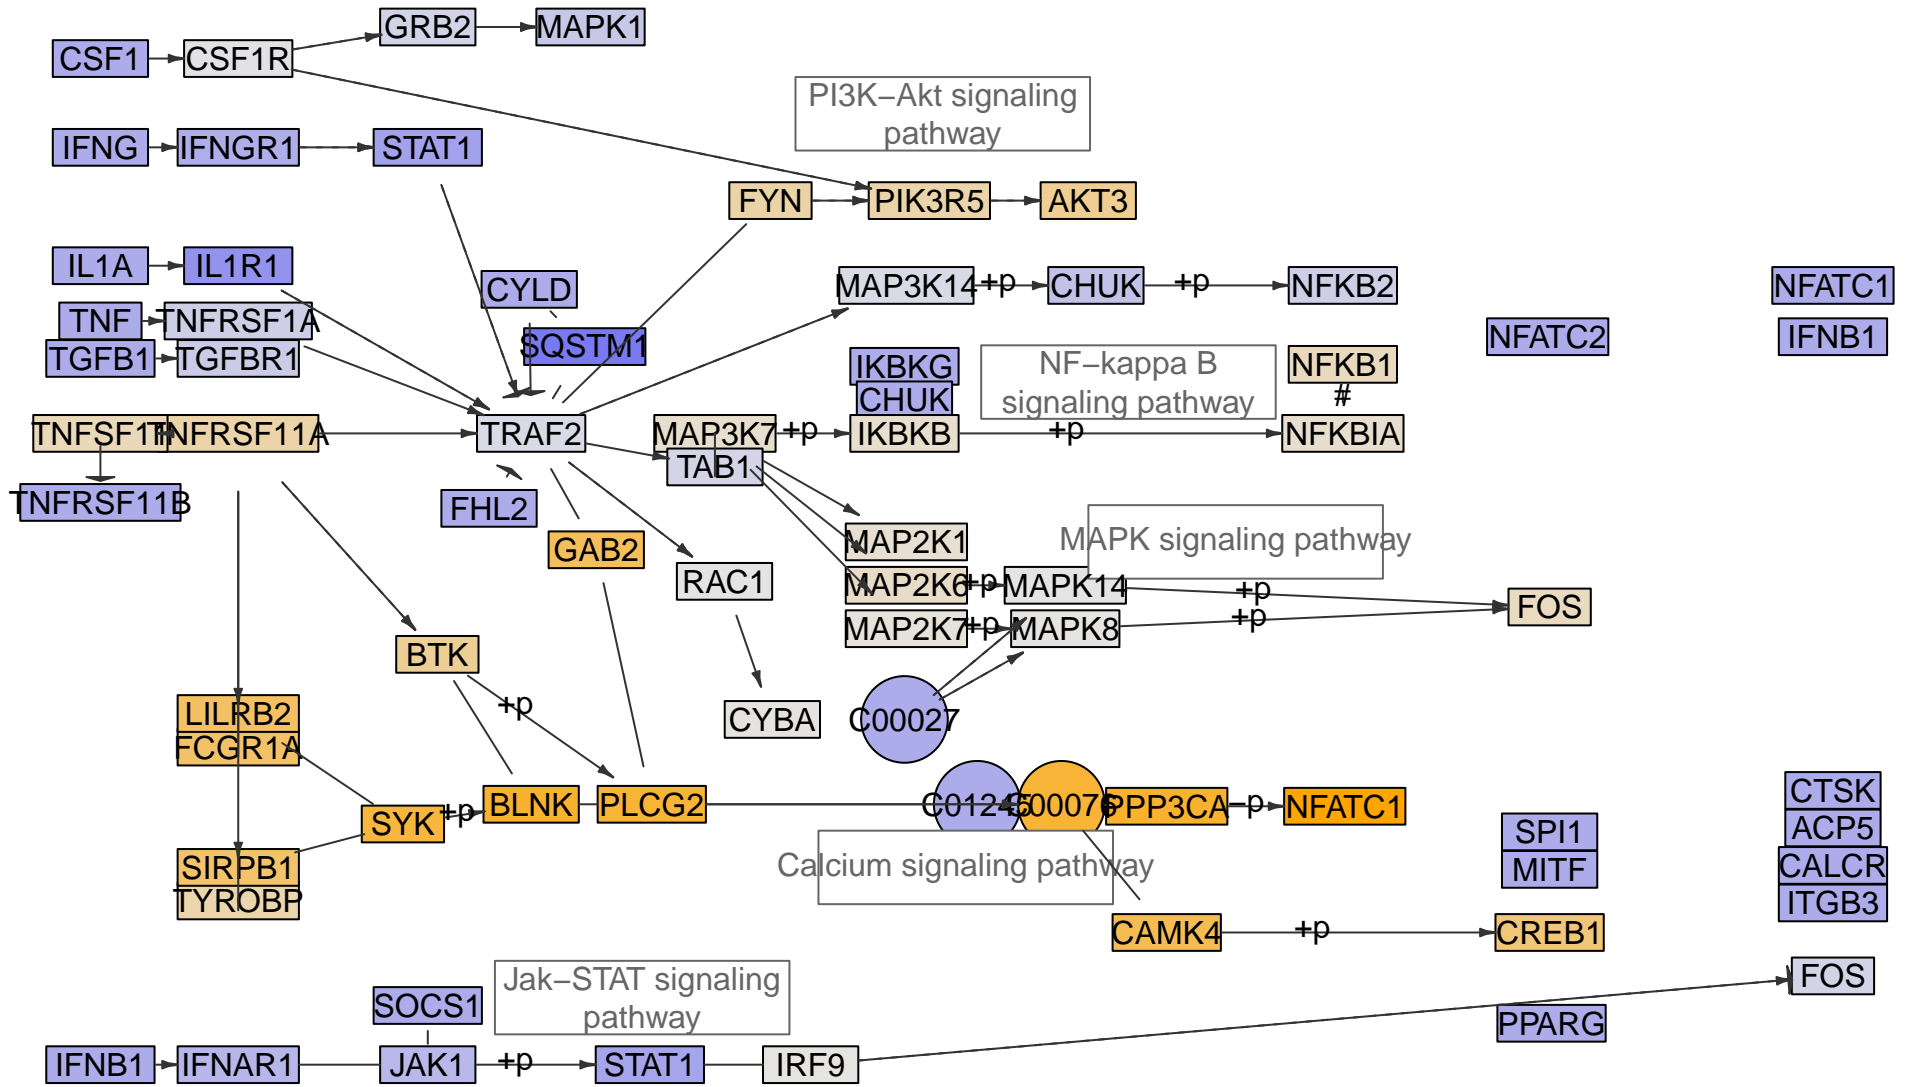 GRB2
MAPK1
CSF1
CSF1R
PI3K−Akt signaling
pathway
IFNG
IFNGR1
STAT1
FYN
PIK3R5
AKT3
IL1A
IL1R1
CYLD
MAP3K14
+p
CHUK
+p
NFKB2
NFATC1
TNF
TNFRSF1A
SQSTM1
NFATC2
IFNB1
TGFB1
TGFBR1
IKBKG
NF−kappa B
signaling pathway
NFKB1
#
CHUK
TNFRSF11A
TRAF2
MAP3K7
+p
IKBKB
+p
NFKBIA
TAB1
TNFRSF11B
FHL2
GAB2
RAC1
MAP2K1
MAPK signaling pathway
MAP2K6
+p
MAPK14
+p
FOS
MAP2K7
+p
MAPK8
+p
BTK
+p
LILRB2
FCGR1A
CYBA
C00027
SYK
+p
BLNK
PLCG2
C01245
C00076
PPP3CA
−p
NFATC1
CTSK
SPI1
ACP5
Calcium signaling pathway
MITF
CALCR
SIRPB1
TYROBP
ITGB3
CAMK4
+p
CREB1
Jak−STAT signaling
pathway
FOS
SOCS1
PPARG
IFNB1
IFNAR1
JAK1
+p
STAT1
IRF9